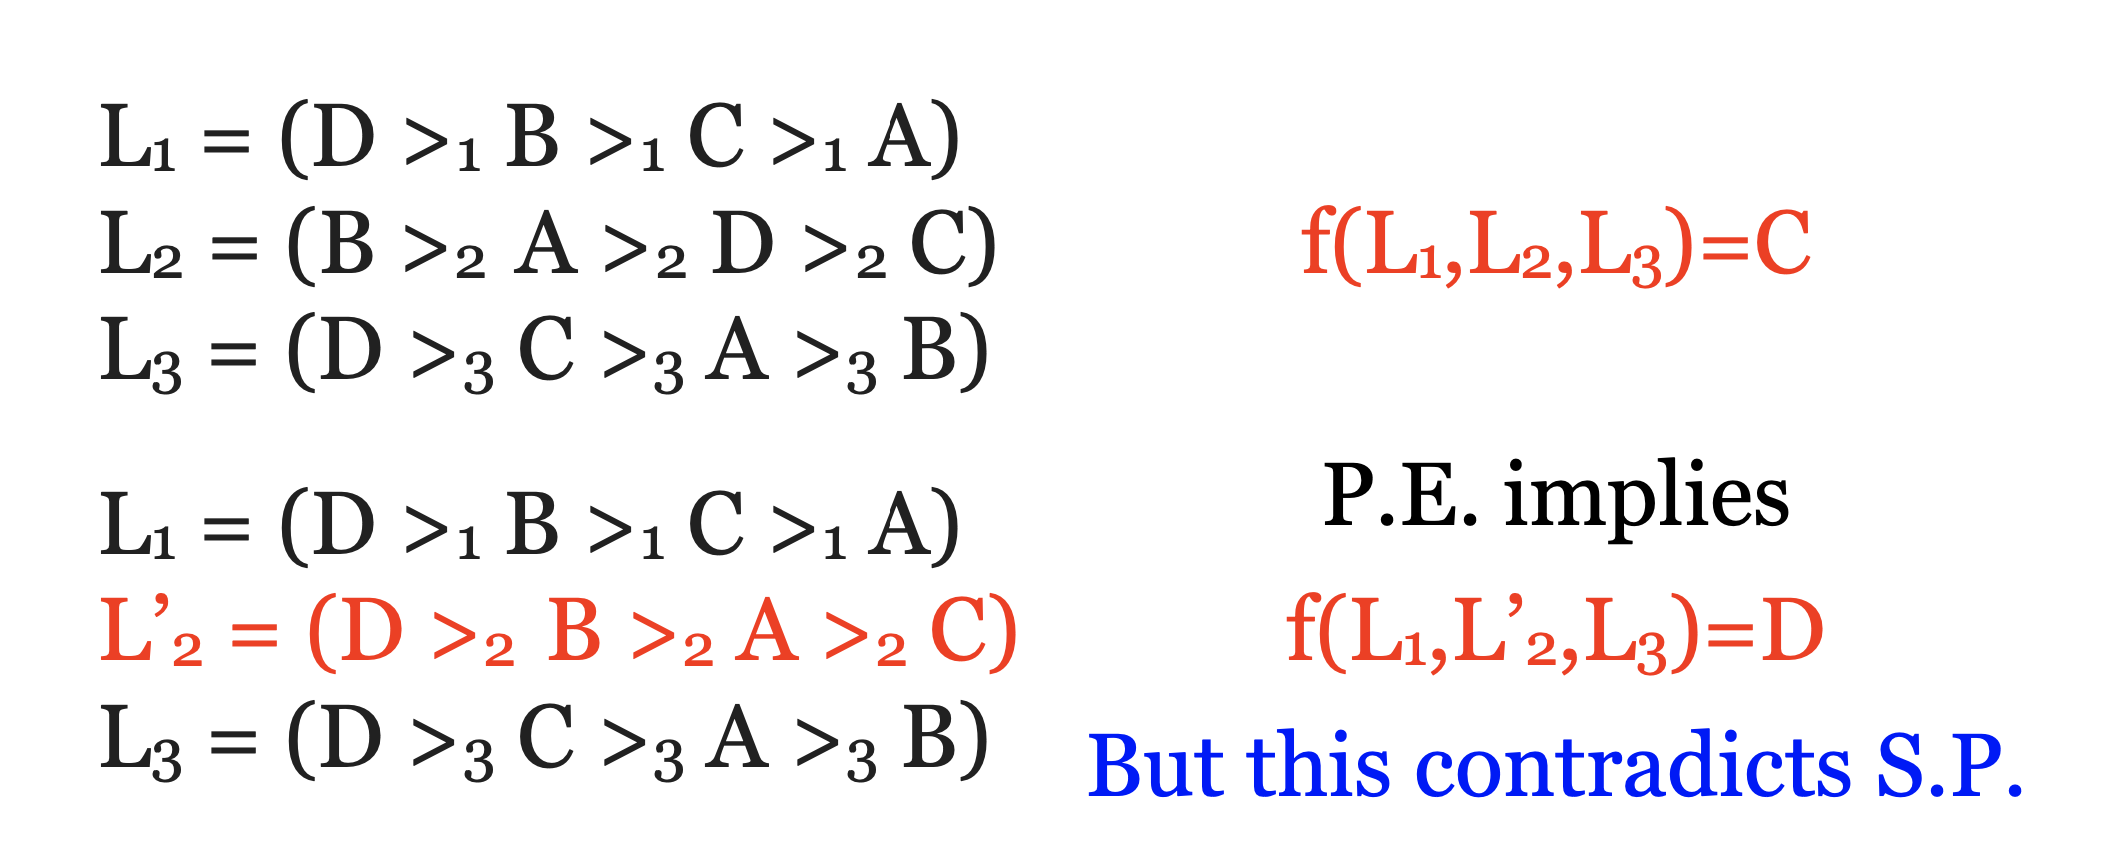 L₁ = (D >₁ B >₁ C >₁ A)
L₂ = (B >₂ A >₂ D >₂ C)
f(L₁,L₂,L₃)=C
L₃ = (D >₃ C >₃ A >₃ B)
P.E. implies
L₁ = (D >₁ B >₁ C >₁ A)
L’₂ = (D >₂ B >₂ A >₂ C)
f(L₁,L’₂,L₃)=D
L₃ = (D >₃ C >₃ A >₃ B)
But this contradicts S.P.